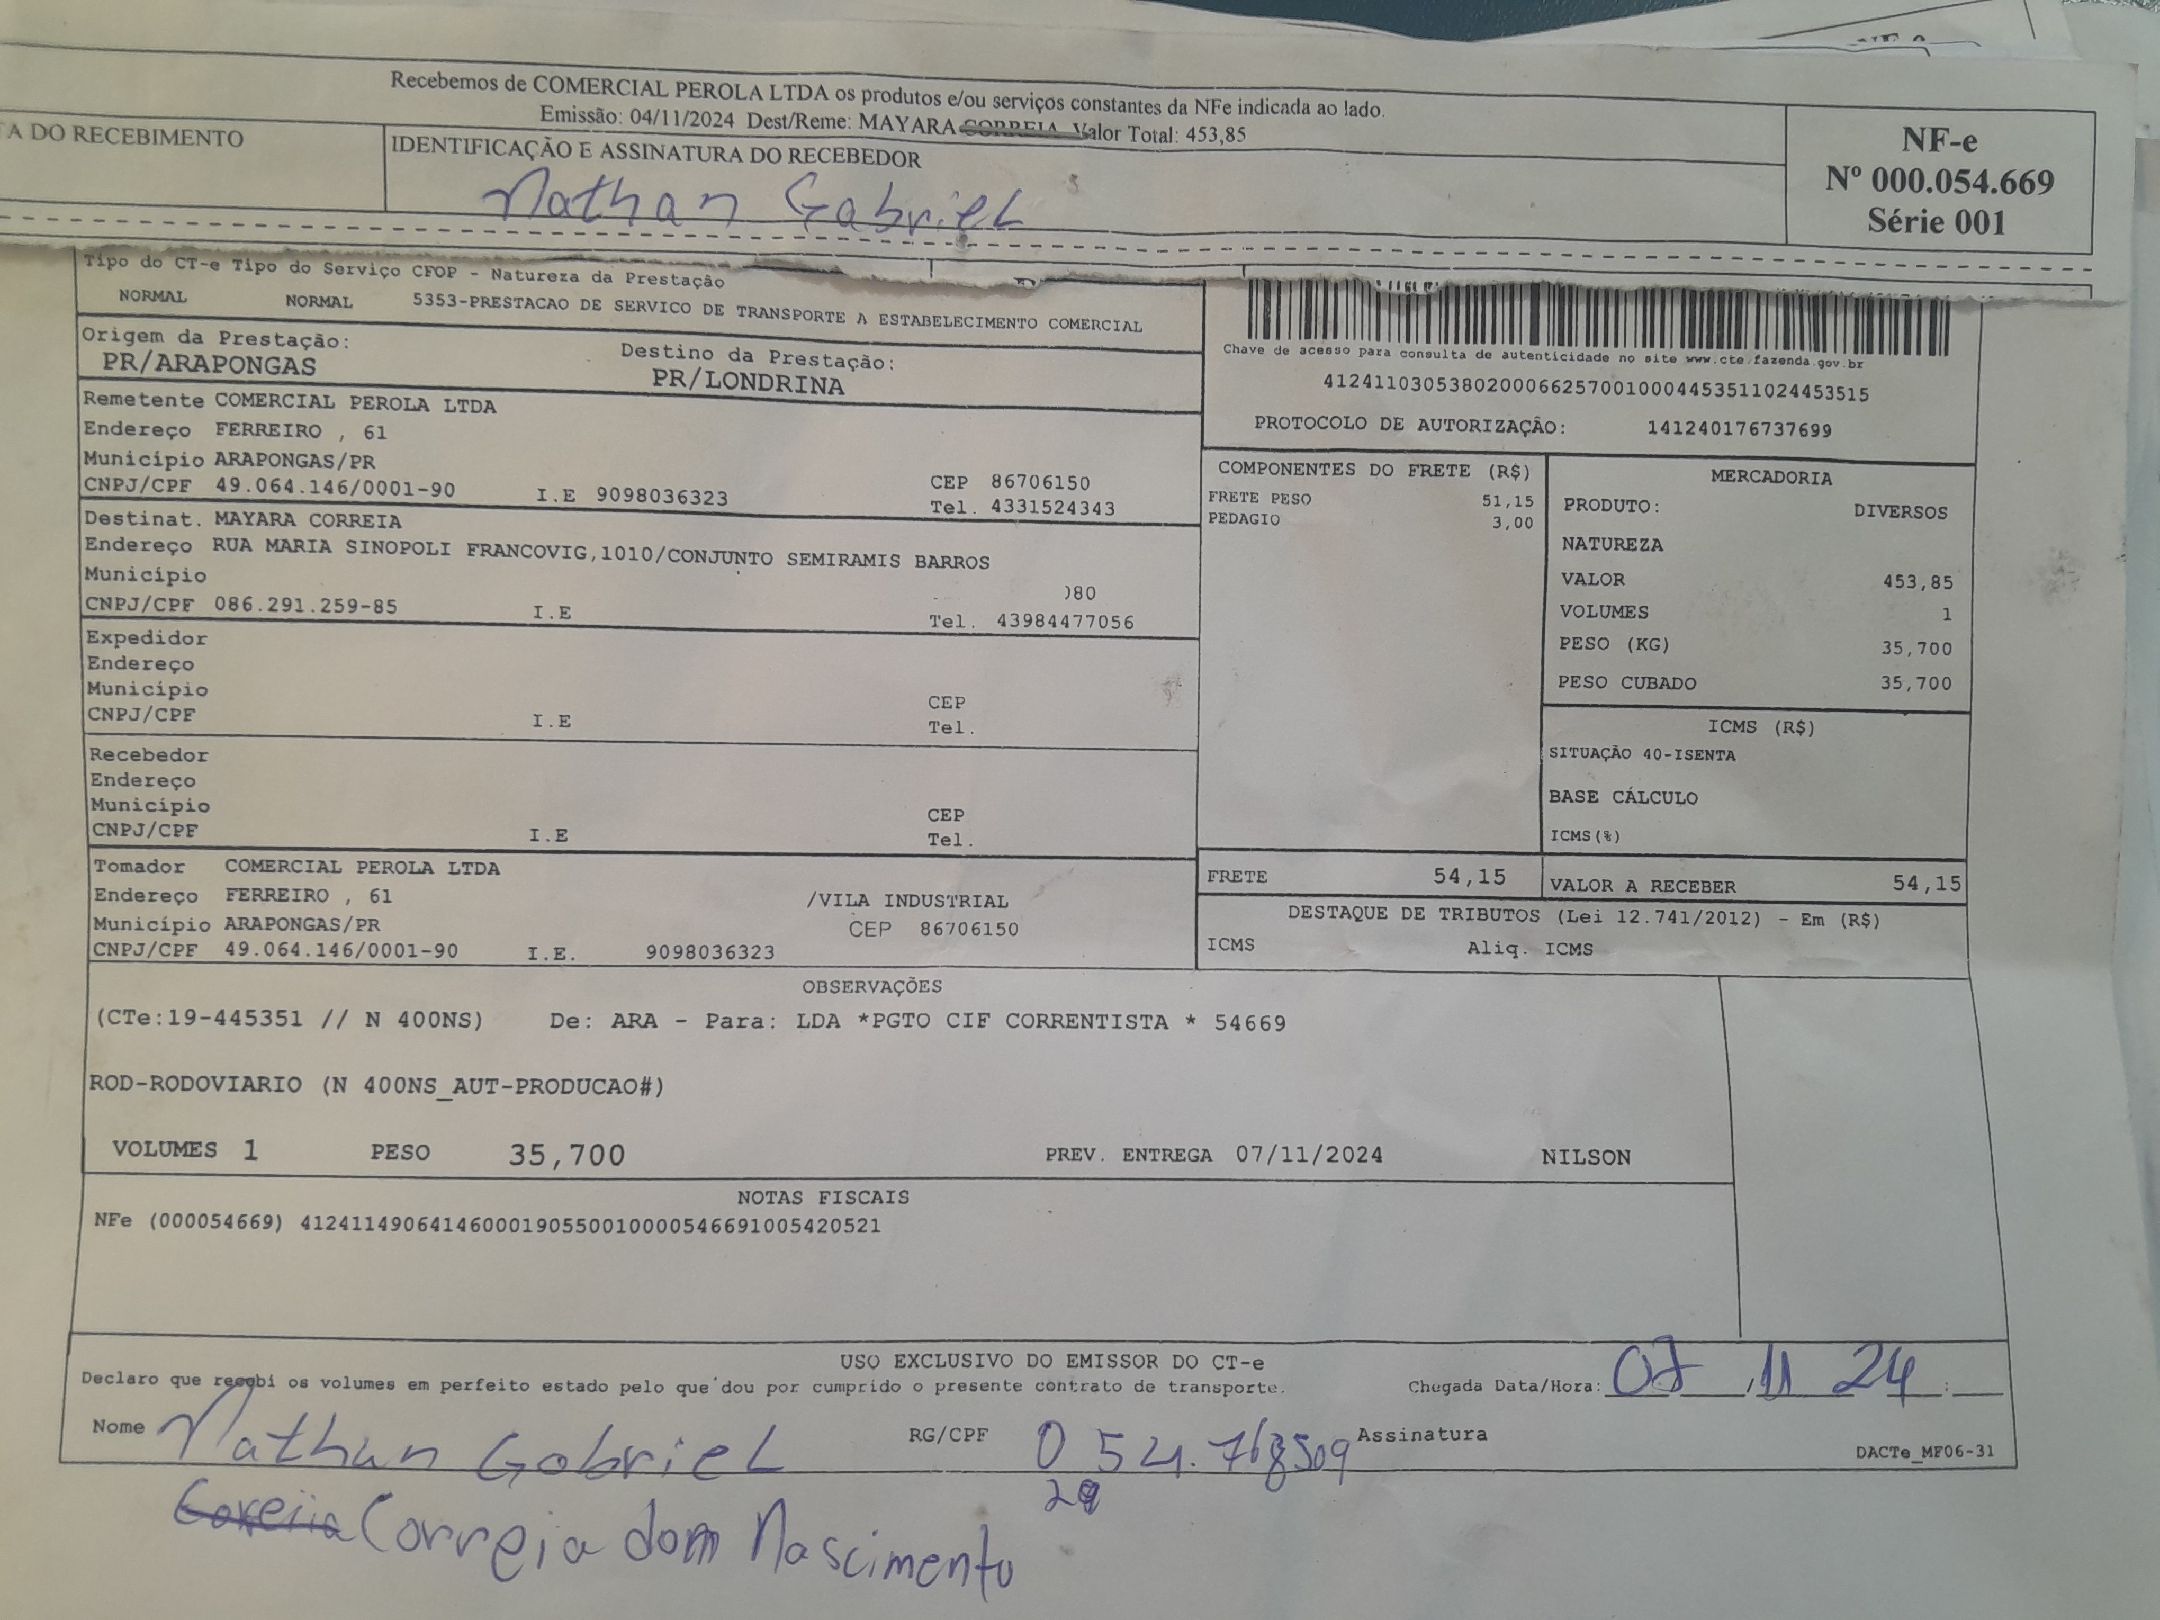 Recebemos de COMERCIAL PEROLA LTDA os produtos e/ou serviços constantes da NFe indicada ao lado.
Emissão: 04/11/2024 Dest/Reme: MAYARA CORREIA Valor Total: 453,85
TA DO RECEBIMENTO
IDENTIFICAÇÃO E ASSINATURA DO RECEBEDOR
Nathan Gabriel
NF-e
Nº 000.054.669
Série 001
Tipo do CT-e Tipo do Serviço CFOP - Natureza da Prestação
NORMAL NORMAL 5353-PRESTACAO DE SERVICO DE TRANSPORTE A ESTABELECIMENTO COMERCIAL
Origem da Prestação: Destino da Prestação:
PR/ARAPONGAS PR/LONDRINA
Chave de acesso para consulta de autenticidade no site www.cte.fazenda.gov.br
41241103053802000662570010004453511024453515
PROTOCOLO DE AUTORIZAÇÃO: 141240176737699
Remetente COMERCIAL PEROLA LTDA
Endereço FERREIRO , 61
Município ARAPONGAS/PR CEP 86706150
CNPJ/CPF 49.064.146/0001-90 I.E 9098036323 Tel. 4331524343
Destinat. MAYARA CORREIA
Endereço RUA MARIA SINOPOLI FRANCOVIG,1010/CONJUNTO SEMIRAMIS BARROS
Município )80
CNPJ/CPF 086.291.259-85 I.E Tel. 43984477056
Expedidor
Endereço
Município CEP
CNPJ/CPF I.E Tel.
Recebedor
Endereço
Município CEP
CNPJ/CPF I.E Tel.
Tomador COMERCIAL PEROLA LTDA
Endereço FERREIRO , 61 /VILA INDUSTRIAL
Município ARAPONGAS/PR CEP 86706150
CNPJ/CPF 49.064.146/0001-90 I.E. 9098036323
COMPONENTES DO FRETE (R$)
FRETE PESO 51,15
PEDAGIO 3,00
MERCADORIA
PRODUTO: DIVERSOS
NATUREZA
VALOR 453,85
VOLUMES 1
PESO (KG) 35,700
PESO CUBADO 35,700
ICMS (R$)
SITUAÇÃO 40-ISENTA
BASE CÁLCULO
ICMS(%)
FRETE 54,15 VALOR A RECEBER 54,15
DESTAQUE DE TRIBUTOS (Lei 12.741/2012) - Em (R$)
ICMS Aliq. ICMS
OBSERVAÇÕES
(CTe:19-445351 // N 400NS) De: ARA - Para: LDA *PGTO CIF CORRENTISTA * 54669
ROD-RODOVIARIO (N 400NS_AUT-PRODUCAO#)
VOLUMES 1 PESO 35,700 PREV. ENTREGA 07/11/2024 NILSON
NOTAS FISCAIS
NFe (000054669) 41241149064146000190550010000546691005420521
USO EXCLUSIVO DO EMISSOR DO CT-e
Declaro que recebi os volumes em perfeito estado pelo que dou por cumprido o presente contrato de transporte. Chegada Data/Hora: 07 11 24
Nome Nathan Gabriel RG/CPF 054.768509 Assinatura
DACTe_MF06-31
Correia dom Nascimento